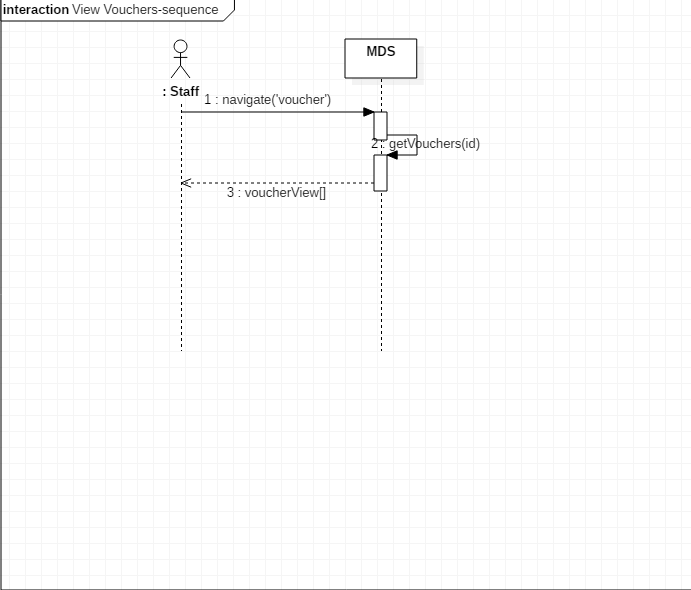 interaction View Vouchers-sequence
MDS
: Staff
1 : navigate('voucher')
2 : getVouchers(id)
3 : voucherView[]